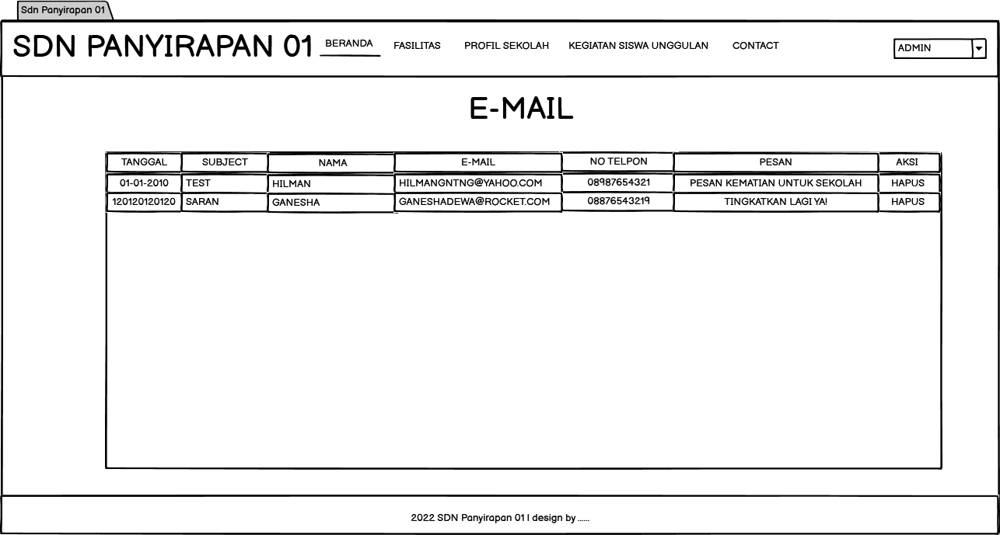 Sdn Panyirapan 01
SDN PANYIRAPAN 01 BERANDA FASILITAS PROFIL SEKOLAH KEGIATAN SISWA UNGGULAN CONTACT ADMIN
E-MAIL
TANGGAL SUBJECT NAMA E-MAIL NO TELPON PESAN AKSI
01-01-2010 TEST HILMAN HILMANGNTNG@YAHOO.COM 08987654321 PESAN KEMATIAN UNTUK SEKOLAH HAPUS
120120120120 SARAN GANESHA GANESHADEWA@ROCKET.COM 08876543219 TINGKATKAN LAGI YA! HAPUS
2022 SDN Panyirapan 01 | design by ......